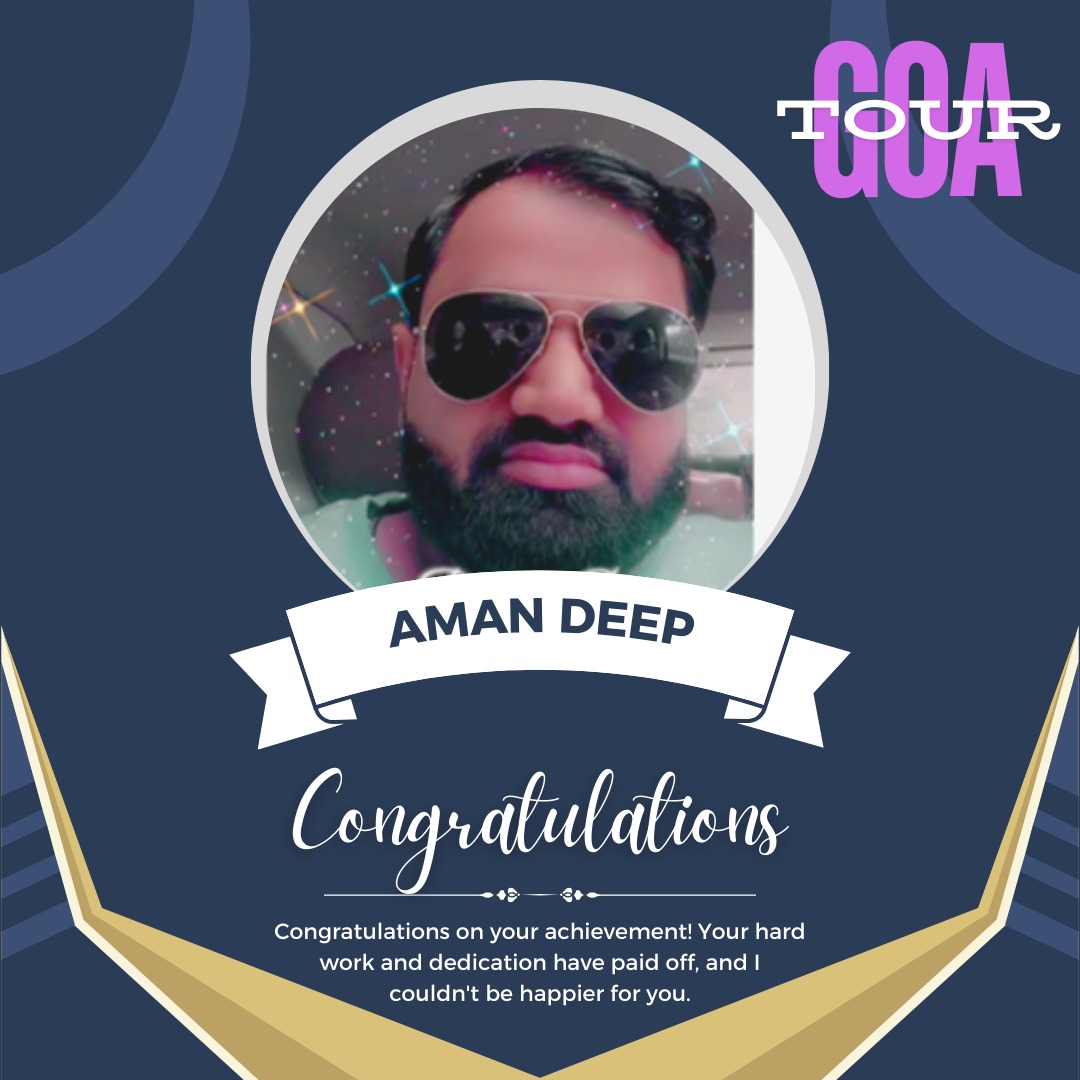 GOA
TOUR
AMAN DEEP
Congratulations
Congratulations on your achievement! Your hard
work and dedication have paid off, and I
couldn't be happier for you.